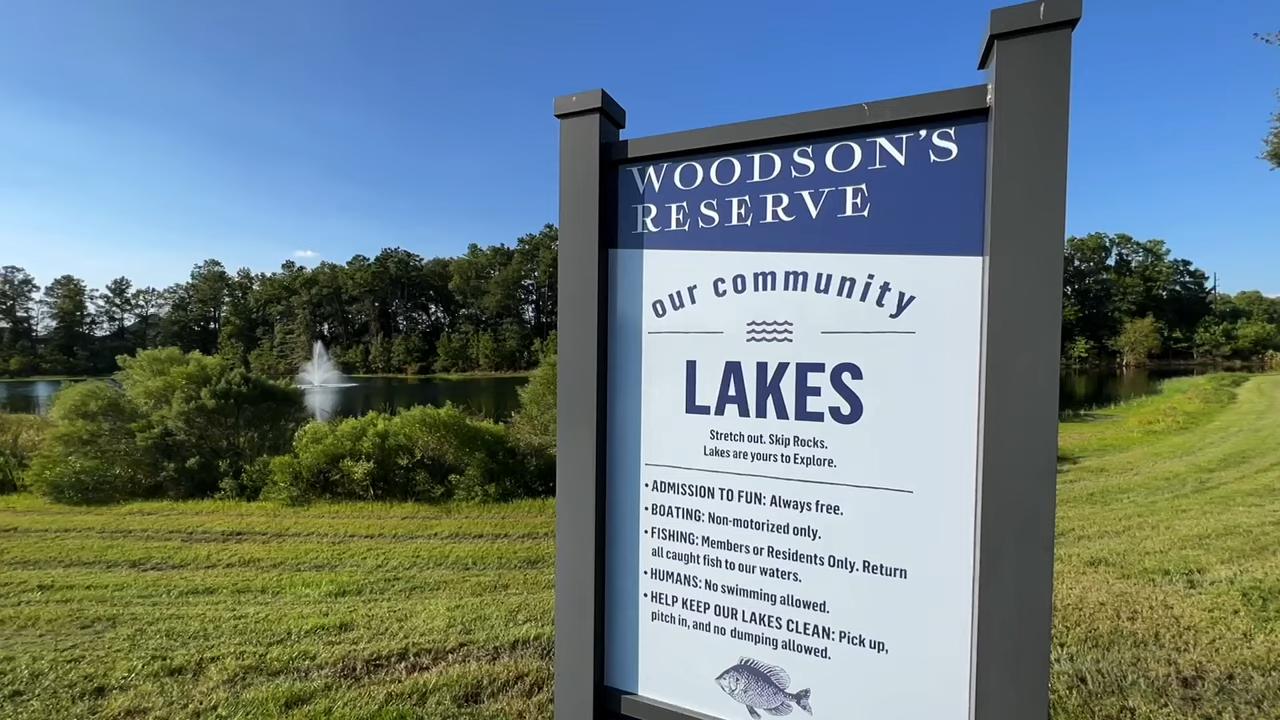 WOODSON'S
RESERVE
our community
LAKES
Stretch out. Skip Rocks.
Lakes are yours to Explore.
• ADMISSION TO FUN: Always free.
• BOATING: Non-motorized only.
• FISHING: Members or Residents Only. Return
all caught fish to our waters.
• HUMANS: No swimming allowed.
• HELP KEEP OUR LAKES CLEAN: Pick up,
pitch in, and no dumping allowed.